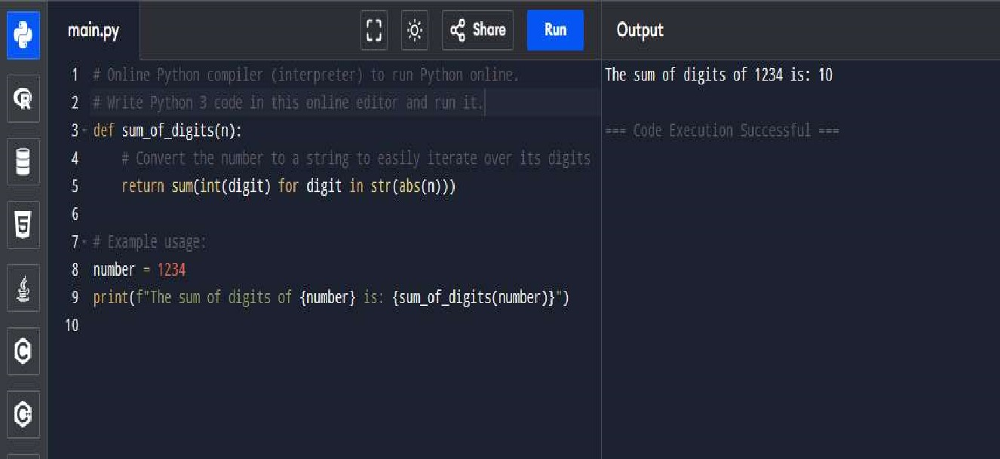 main.py
Share
Run
Output
1 # Online Python compiler (interpreter) to run Python online.
2 # Write Python 3 code in this online editor and run it.
3 def sum_of_digits(n):
4     # Convert the number to a string to easily iterate over its digits
5     return sum(int(digit) for digit in str(abs(n)))
6
7 # Example usage:
8 number = 1234
9 print(f"The sum of digits of {number} is: {sum_of_digits(number)}")
10
The sum of digits of 1234 is: 10
=== Code Execution Successful ===